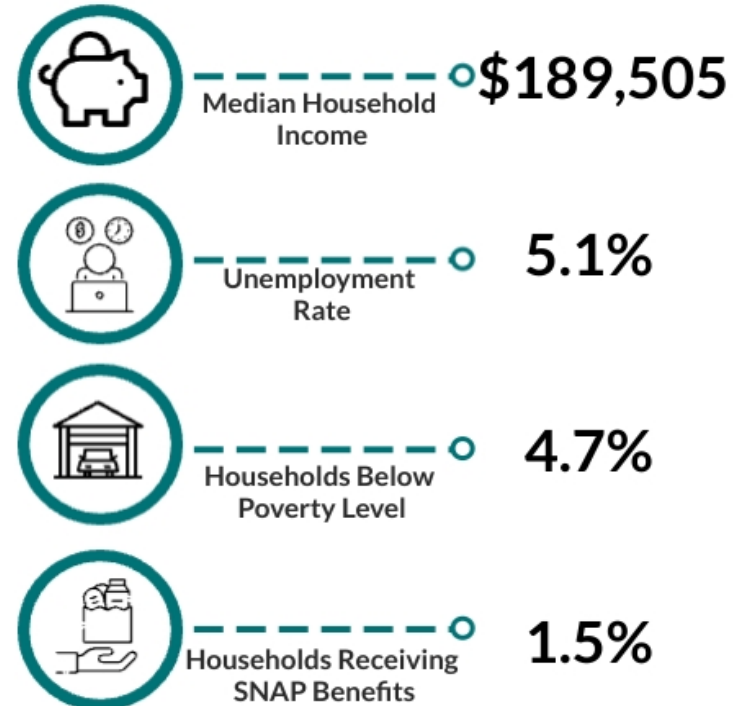 $189,505
Median Household
Income
5.1%
Unemployment
Rate
4.7%
Households Below
Poverty Level
1.5%
Households Receiving
SNAP Benefits